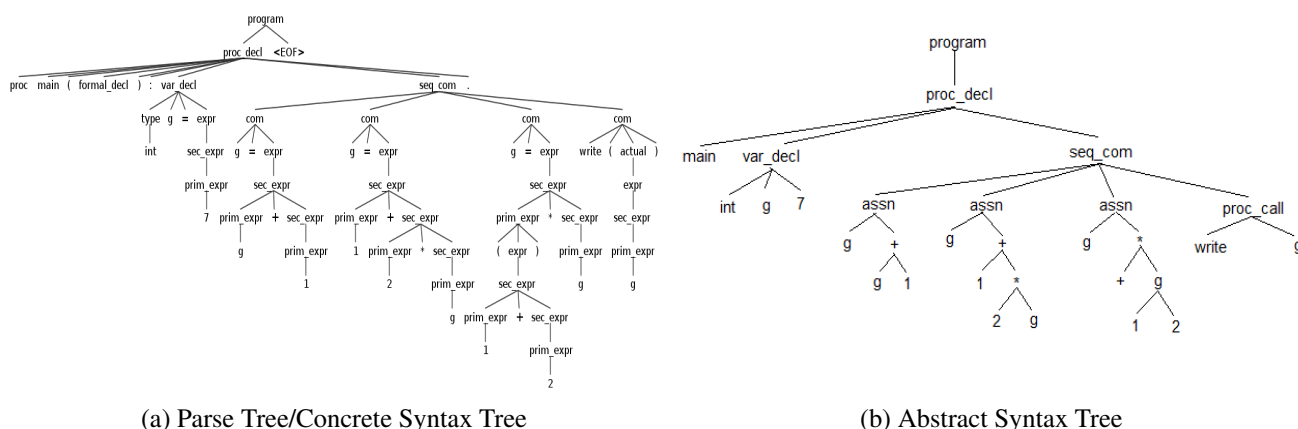 program
proc_decl <EOF>
proc main ( formal_decl ) : var_decl seq_com .
type g = expr com com com com
int sec_expr g = expr g = expr g = expr write ( actual )
prim_expr sec_expr sec_expr sec_expr expr
7 prim_expr + sec_expr prim_expr + sec_expr prim_expr * sec_expr sec_expr
g prim_expr 1 prim_expr * sec_expr ( expr ) prim_expr prim_expr
1 2 prim_expr sec_expr g g
g prim_expr + sec_expr
1 prim_expr
2
(a) Parse Tree/Concrete Syntax Tree
program
proc_decl
main var_decl seq_com
int g 7 assn assn assn proc_call
g + g + g * write g
g 1 1 * + g
2 g 1 2
(b) Abstract Syntax Tree